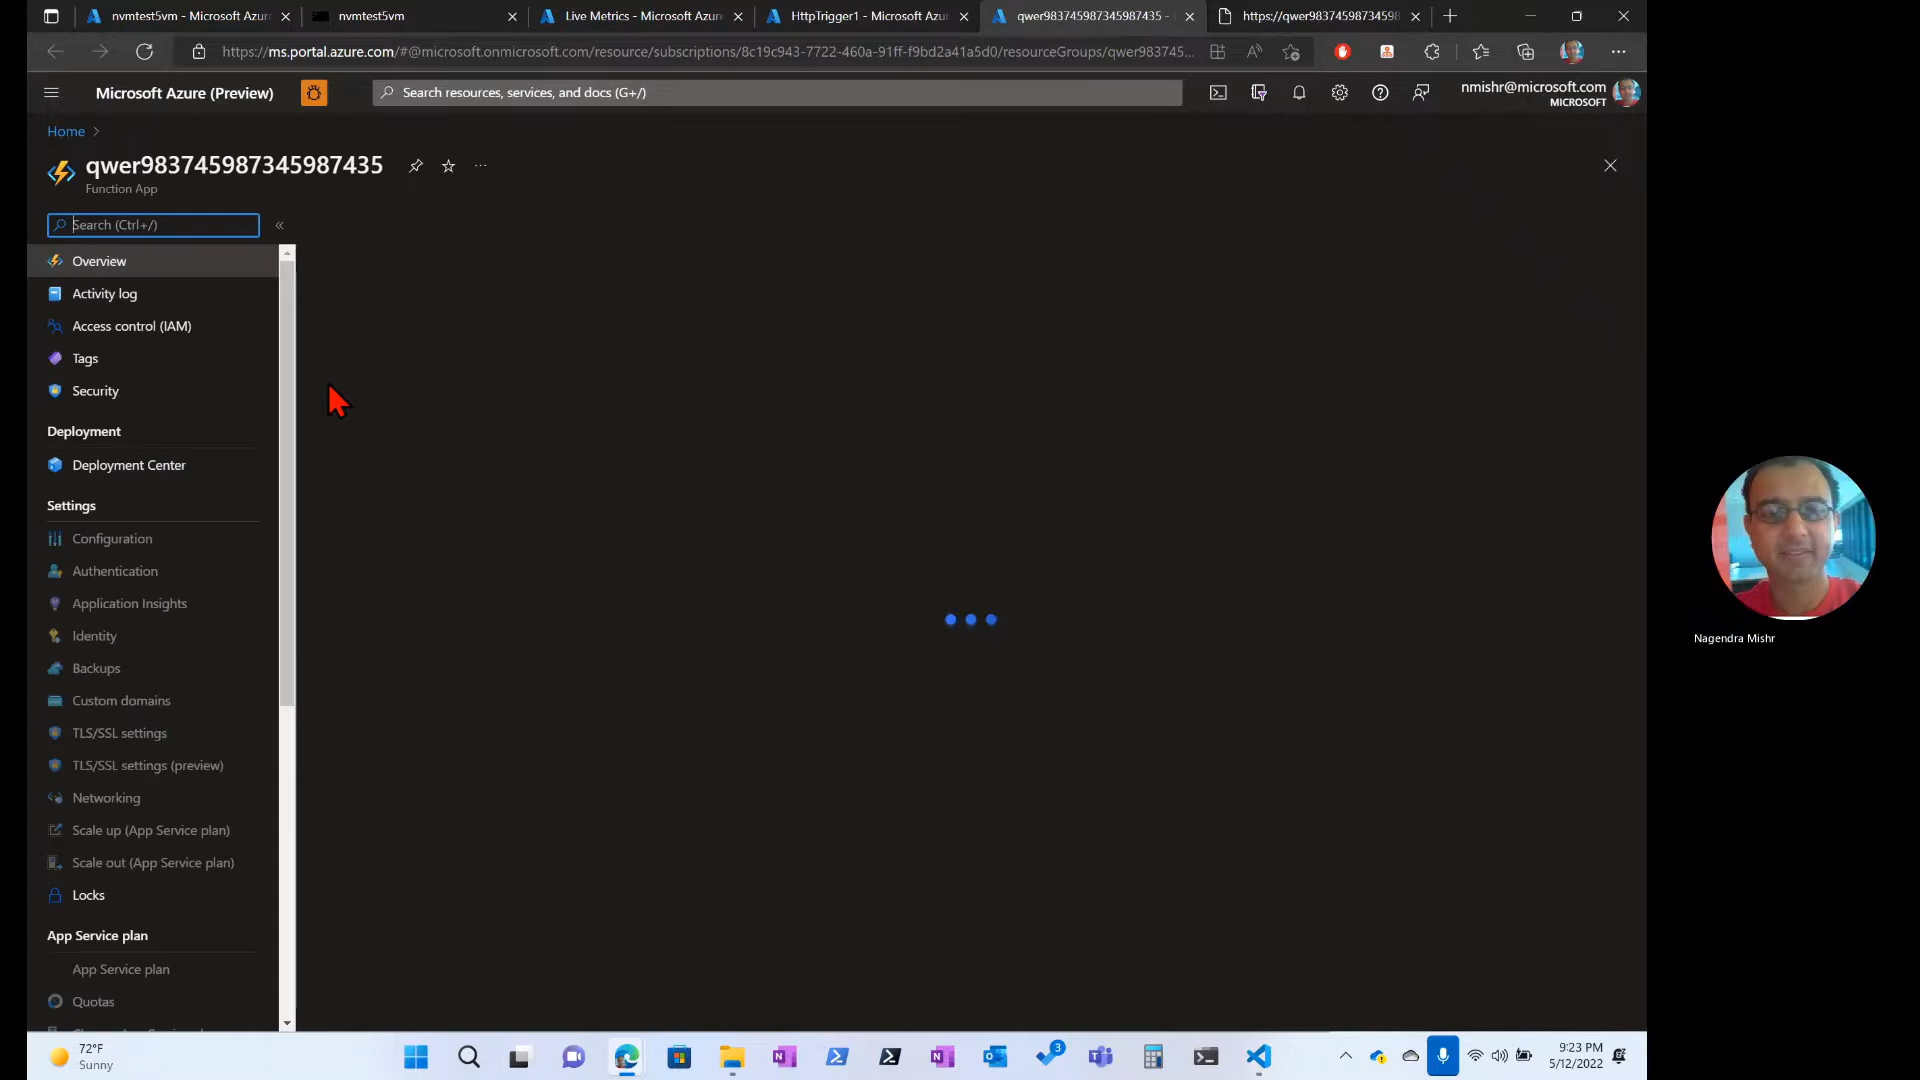 nvmtest5vm - Microsoft Azur
nvmtest5vm
Live Metrics - Microsoft Azur
HttpTrigger1 - Microsoft Azu
qwer983745987345987435 -
https://qwer9837459873459
https://ms.portal.azure.com/#@microsoft.onmicrosoft.com/resource/subscriptions/8c19c943-7722-460a-91ff-f9bd2a41a5d0/resourceGroups/qwer983745...
Microsoft Azure (Preview)
Search resources, services, and docs (G+/)
nmishr@microsoft.com
MICROSOFT
Home
qwer983745987345987435
Function App
Search (Ctrl+/)
Overview
Activity log
Access control (IAM)
Tags
Security
Deployment
Deployment Center
Settings
Configuration
Authentication
Application Insights
Identity
Backups
Custom domains
TLS/SSL settings
TLS/SSL settings (preview)
Networking
Scale up (App Service plan)
Scale out (App Service plan)
Locks
App Service plan
App Service plan
Quotas
Nagendra Mishr
72°F
Sunny
3
9:23 PM
5/12/2022